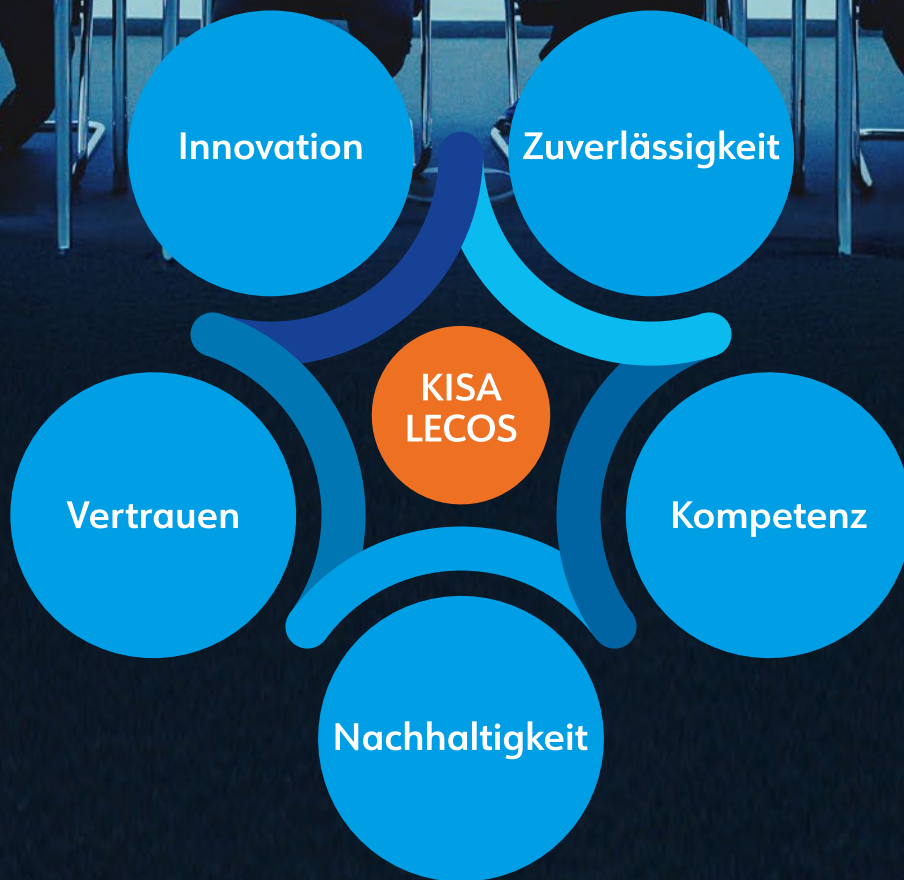 Innovation
Zuverlässigkeit
KISA
LECOS
Vertrauen
Kompetenz
Nachhaltigkeit